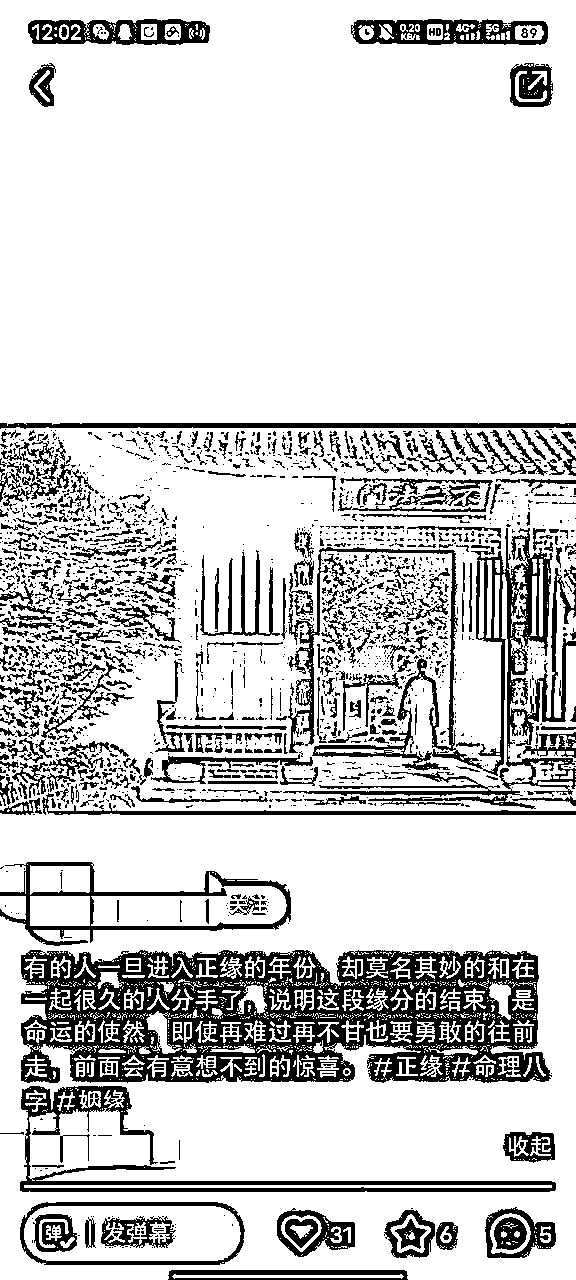 12:02 0.20 KB/s HD 4G+ 5G 89
不二法门
关注
有的人一旦进入正缘的年份，却莫名其妙的和在
一起很久的人分手了，说明这段缘分的结束，是
命运的使然，即使再难过再不甘也要勇敢的往前
走，前面会有意想不到的惊喜。 #正缘 #命理八
字 #姻缘
收起
弹 发弹幕 31 6 5